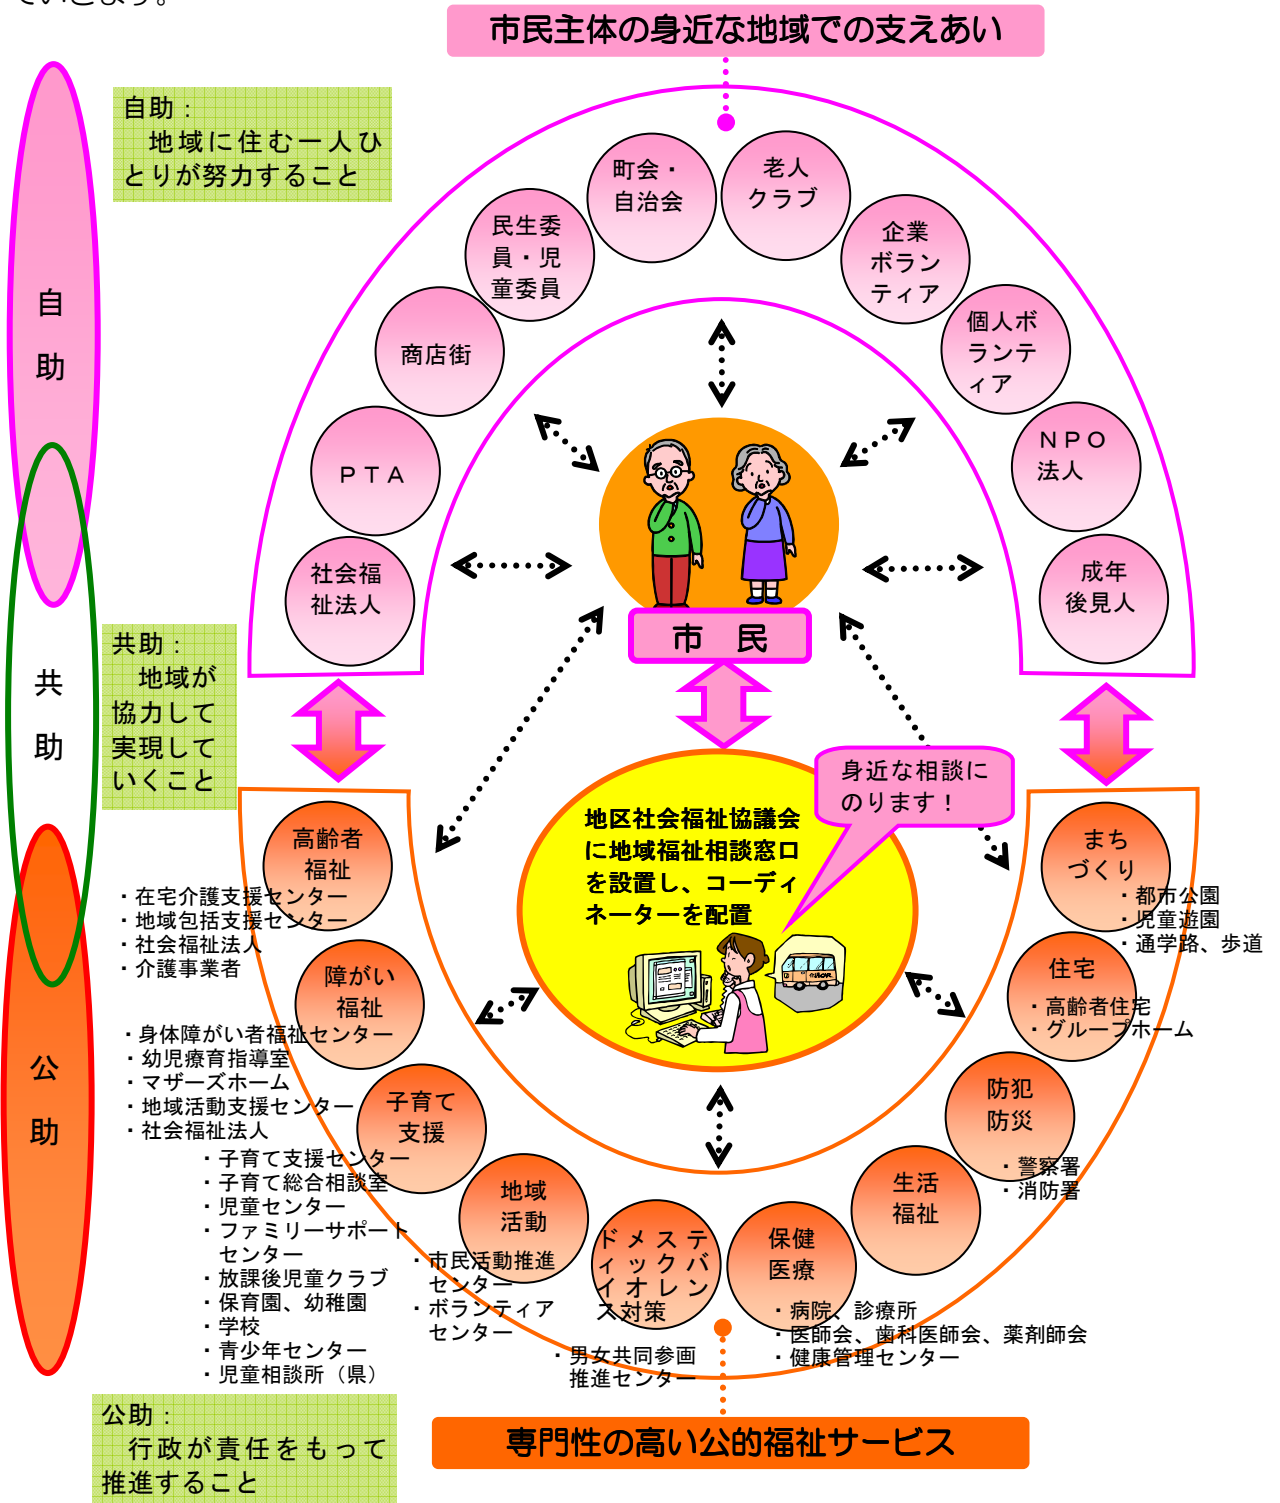 ていきます。
市民主体の身近な地域での支えあい
自助：
地域に住む一人ひ
とりが努力すること
自
助
町会・
自治会
老人
クラブ
民生委
員・児
童委員
企業
ボラン
ティア
商店街
個人ボ
ランテ
ィア
ＰＴＡ
ＮＰＯ
法人
社会福
祉法人
成年
後見人
市　民
共助：
地域が
協力して
実現して
いくこと
共
助
身近な相談に
のります！
地区社会福祉協議会
に地域福祉相談窓口
を設置し、コーディ
ネーターを配置
高齢者
福祉
・在宅介護支援センター
・地域包括支援センター
・社会福祉法人
・介護事業者
まち
づくり
・都市公園
・児童遊園
・通学路、歩道
障がい
福祉
・身体障がい者福祉センター
・幼児療育指導室
・マザーズホーム
・地域活動支援センター
・社会福祉法人
住宅
・高齢者住宅
・グループホーム
公
助
子育て
支援
・子育て支援センター
・子育て総合相談室
・児童センター
・ファミリーサポート
センター
・放課後児童クラブ
・保育園、幼稚園
・学校
・青少年センター
・児童相談所（県）
防犯
防災
・警察署
・消防署
地域
活動
・市民活動推進
センター
・ボランティア
センター
生活
福祉
ドメステ
ィックバ
イオレン
ス対策
・男女共同参画
推進センター
保健
医療
・病院、診療所
・医師会、歯科医師会、薬剤師会
・健康管理センター
公助：
行政が責任をもって
推進すること
専門性の高い公的福祉サービス